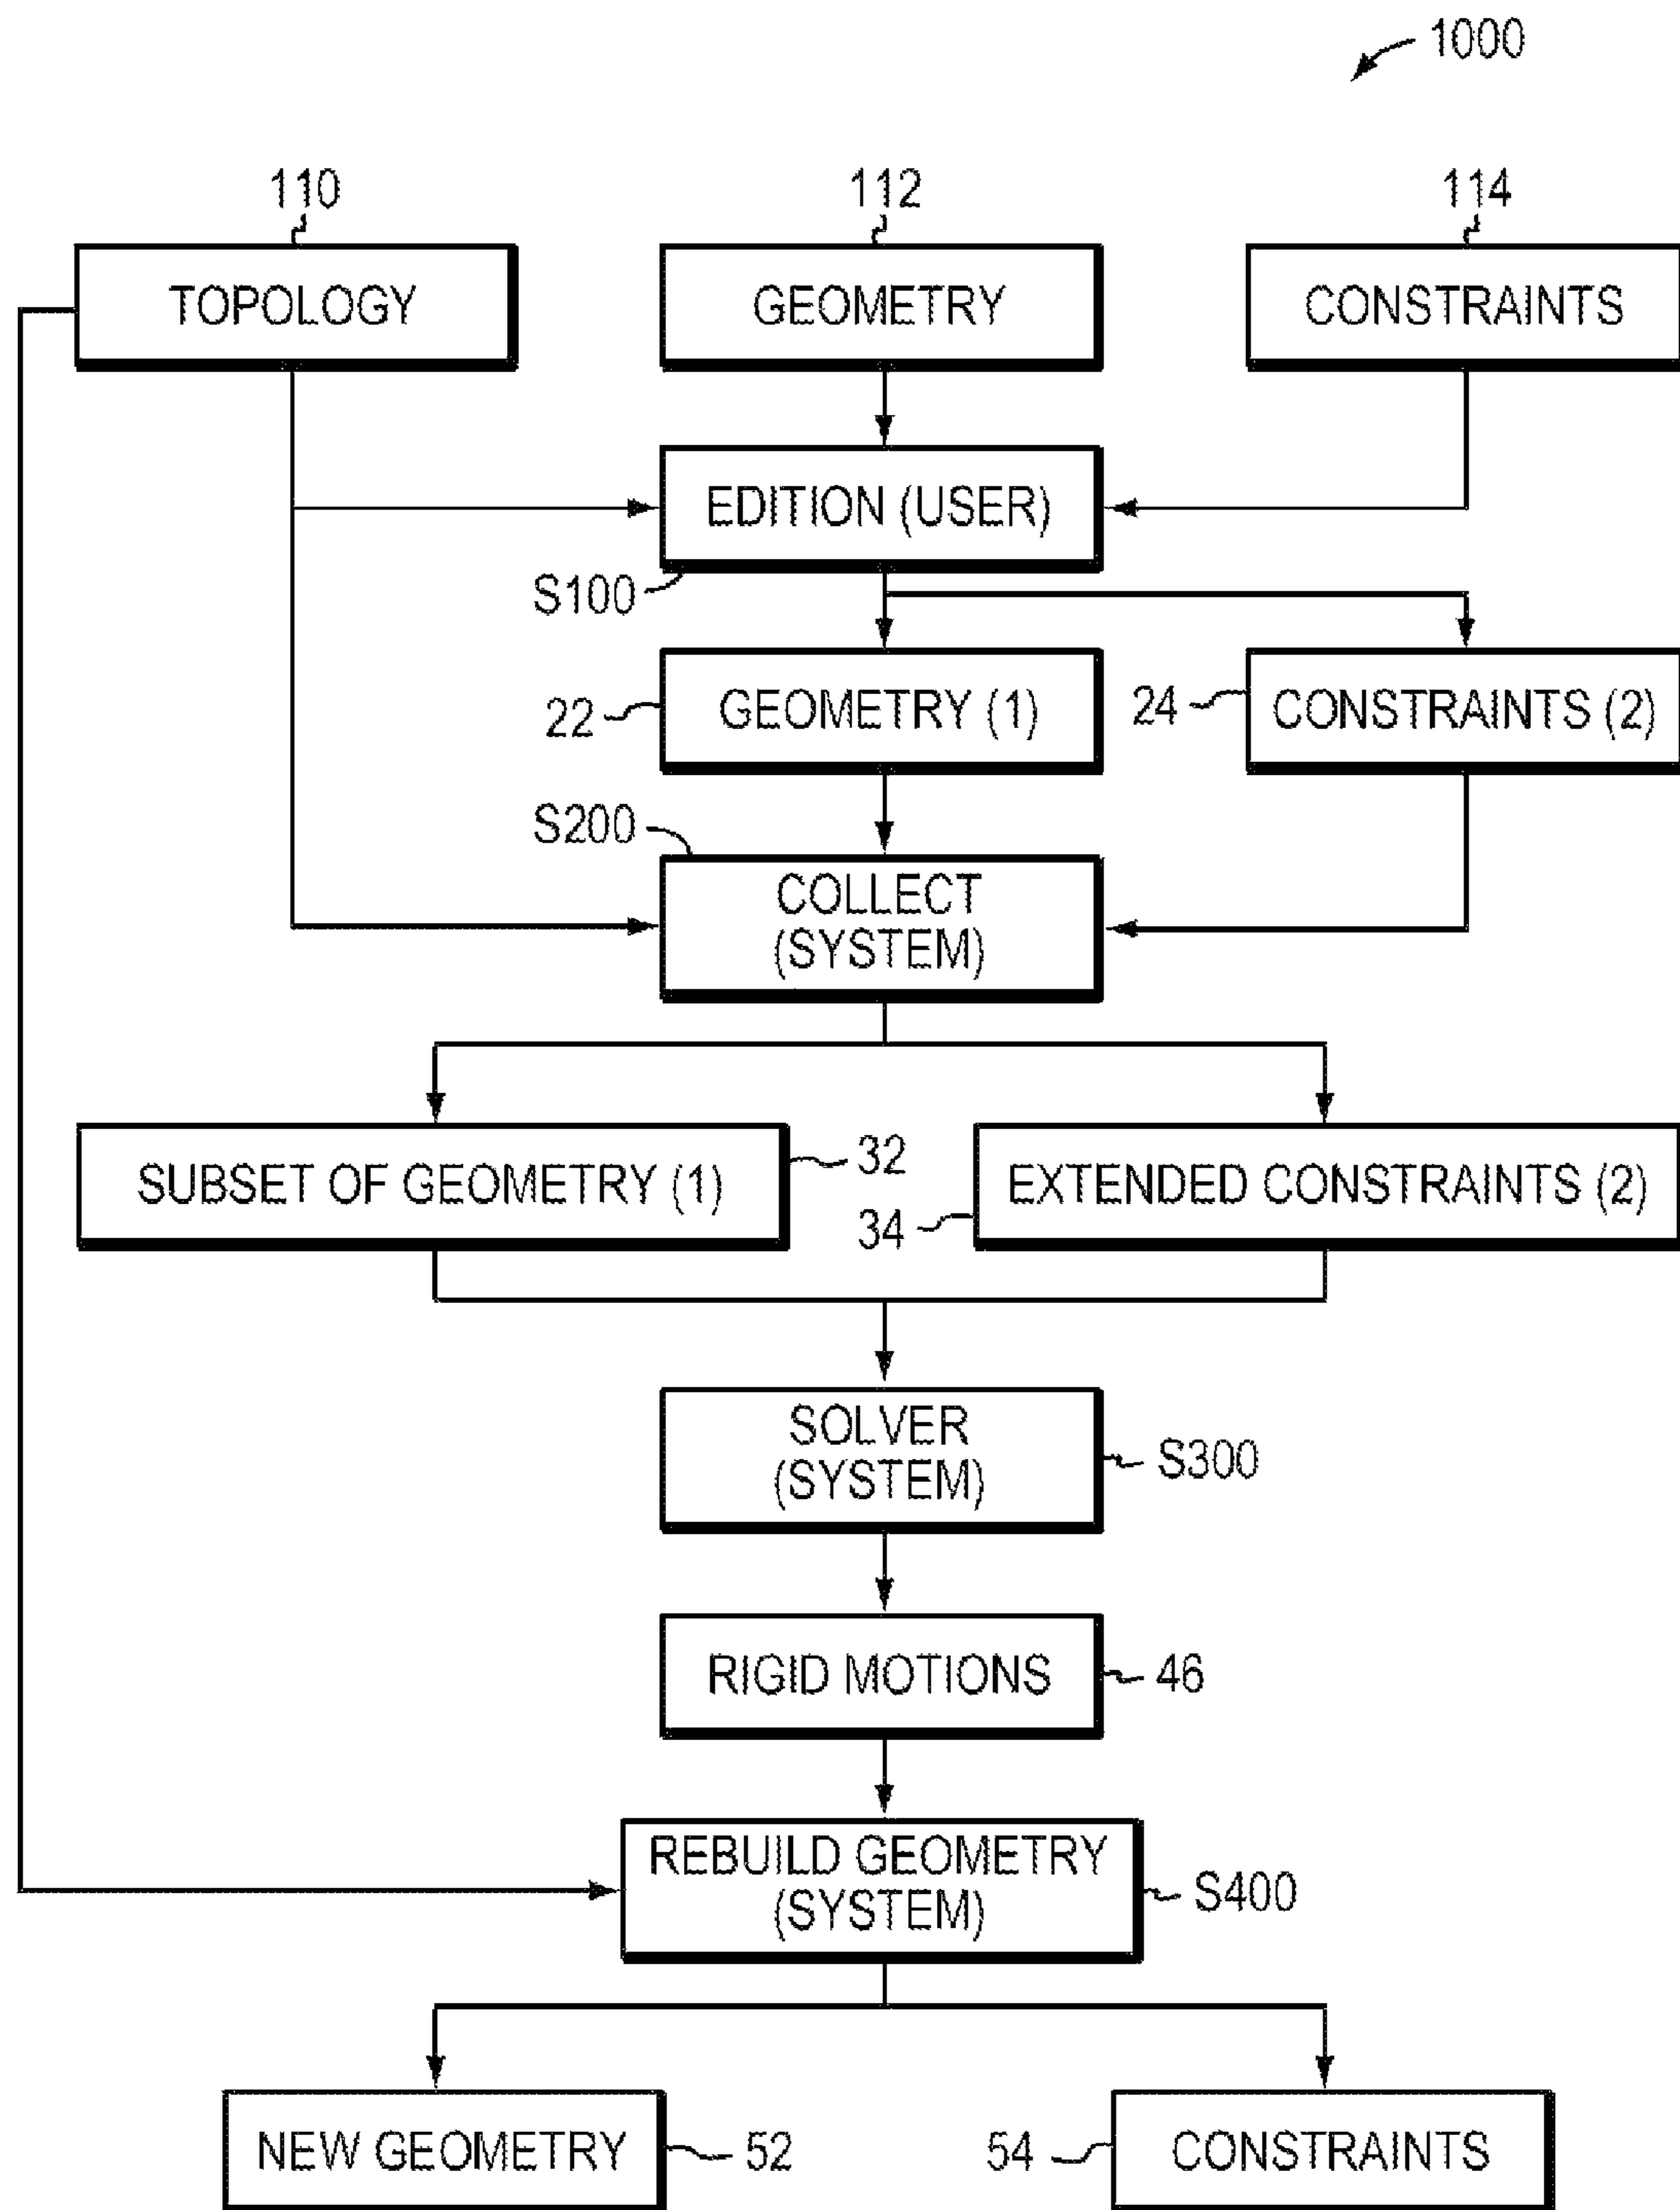 1000
110
112
114
TOPOLOGY
GEOMETRY
CONSTRAINTS
EDITION (USER)
S100
22
GEOMETRY (1)
24
CONSTRAINTS (2)
S200
COLLECT
(SYSTEM)
SUBSET OF GEOMETRY (1)
32
34
EXTENDED CONSTRAINTS (2)
SOLVER
(SYSTEM)
S300
RIGID MOTIONS
46
REBUILD GEOMETRY
(SYSTEM)
S400
NEW GEOMETRY
52
54
CONSTRAINTS